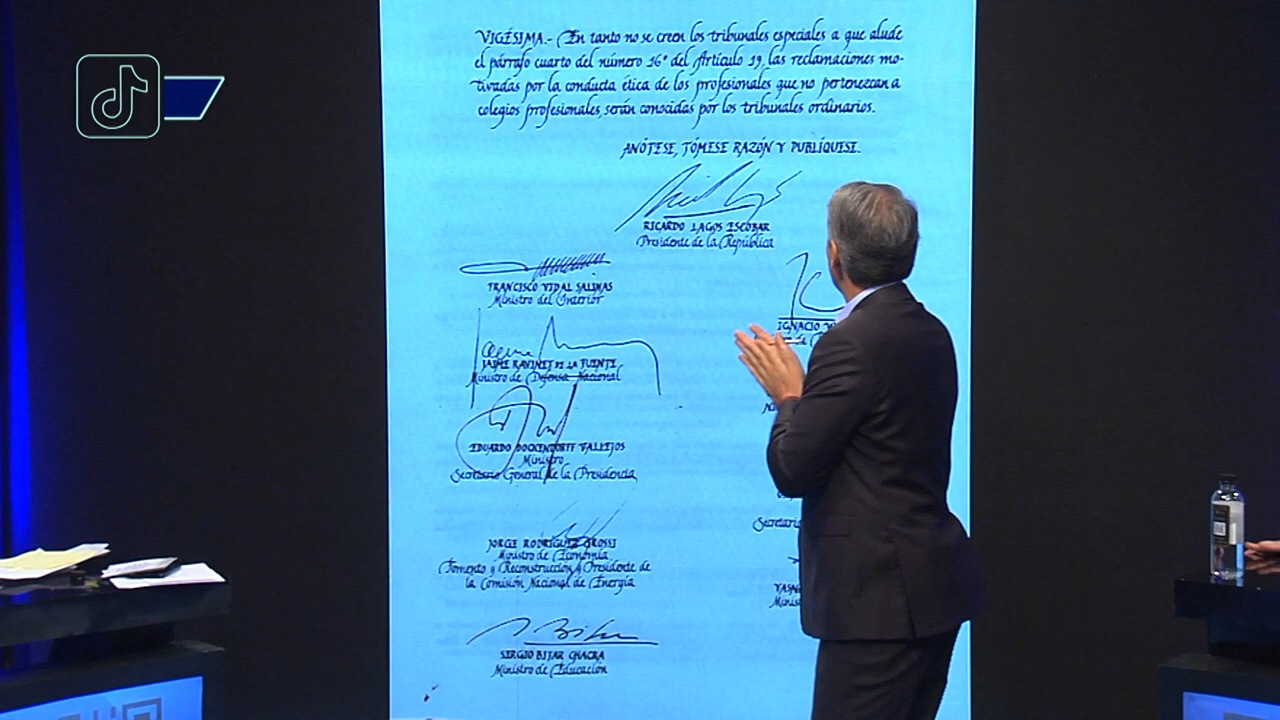 VIGÉSIMA.- En tanto no se creen los tribunales especiales a que alude
el párrafo cuarto del número 16° del Artículo 19, las reclamaciones mo-
tivadas por la conducta ética de los profesionales que no pertenezcan a
colegios profesionales, serán conocidas por los tribunales ordinarios.
ANÓTESE, TÓMESE RAZÓN Y PUBLÍQUESE.
RICARDO LAGOS ESCOBAR
Presidente de la República
FRANCISCO VIDAL SALINAS
Ministro del Interior
IGNACIO
JAIME RAVINET DE LA FUENTE
Ministro de Defensa Nacional
EDUARDO DOCKENDORFF VALLEJOS
Ministro
Secretario General de la Presidencia
Secretario
JORGE RODRÍGUEZ GROSSI
Ministro de Economía
Fomento y Reconstrucción y Presidente de
la Comisión Nacional de Energía
SERGIO BITAR CHACRA
Ministro de Educación